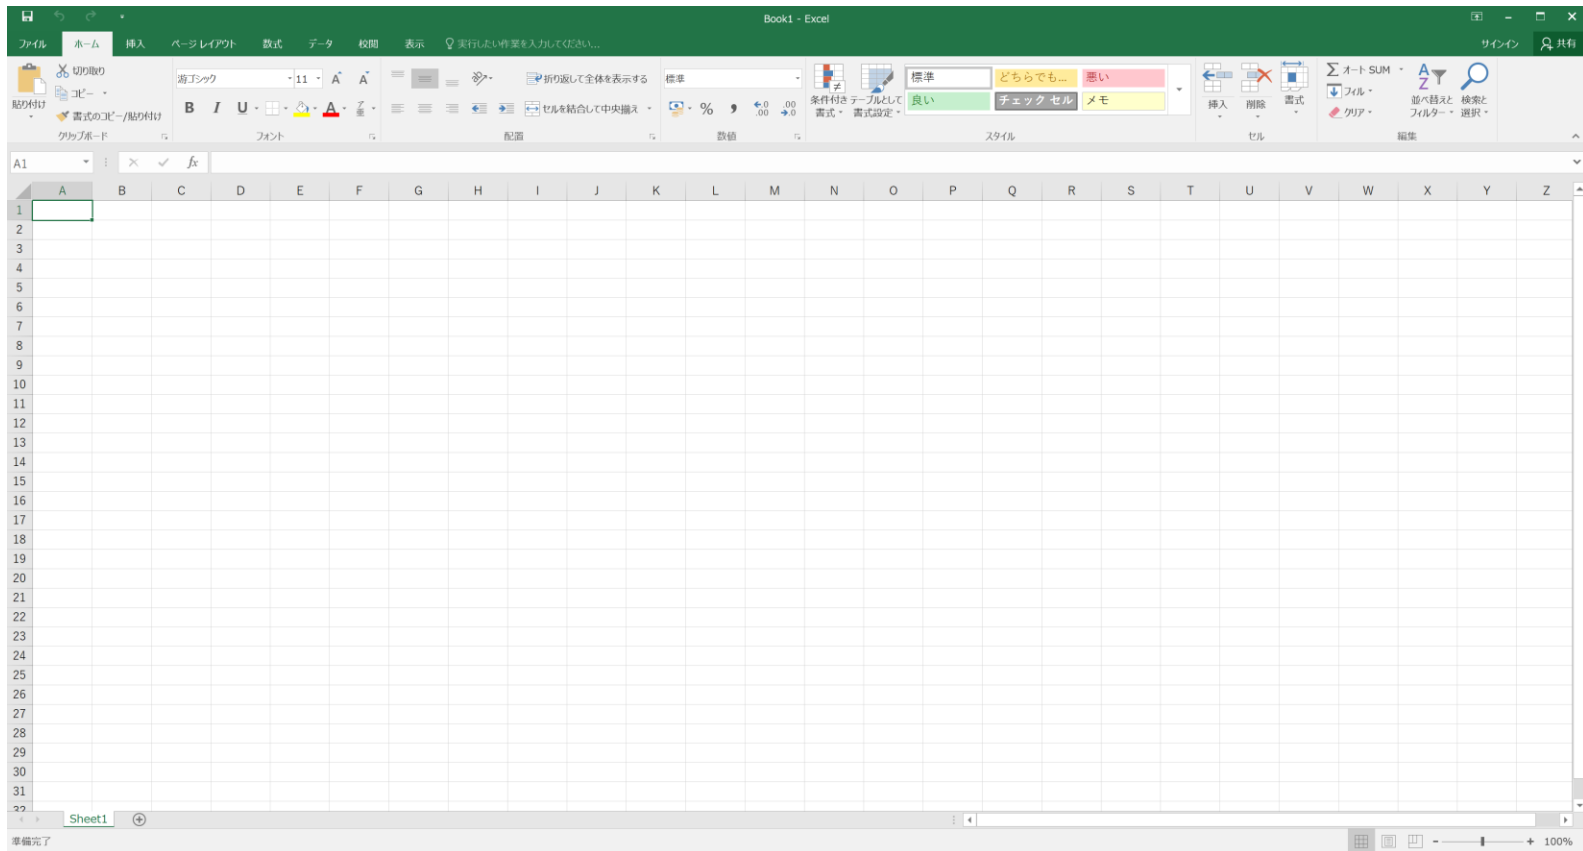 Book1 - Excel
ファイル ホーム 挿入 ページ レイアウト 数式 データ 校閲 表示 実行したい作業を入力してください... サインイン 共有
貼り付け
切り取り
コピー
書式のコピー/貼り付け
クリップボード
游ゴシック 11 A A
B I U A
フォント
折り返して全体を表示する
セルを結合して中央揃え
配置
標準
% .0 .00 .00 .0
数値
条件付き書式
テーブルとして書式設定
標準 どちらでも... 悪い
良い チェック セル メモ
スタイル
挿入 削除 書式
セル
Σ オート SUM
フィル
クリア
並べ替えと
フィルター
検索と
選択
編集
A1 fx
A B C D E F G H I J K L M N O P Q R S T U V W X Y Z
1
2
3
4
5
6
7
8
9
10
11
12
13
14
15
16
17
18
19
20
21
22
23
24
25
26
27
28
29
30
31
32
Sheet1
準備完了 100%